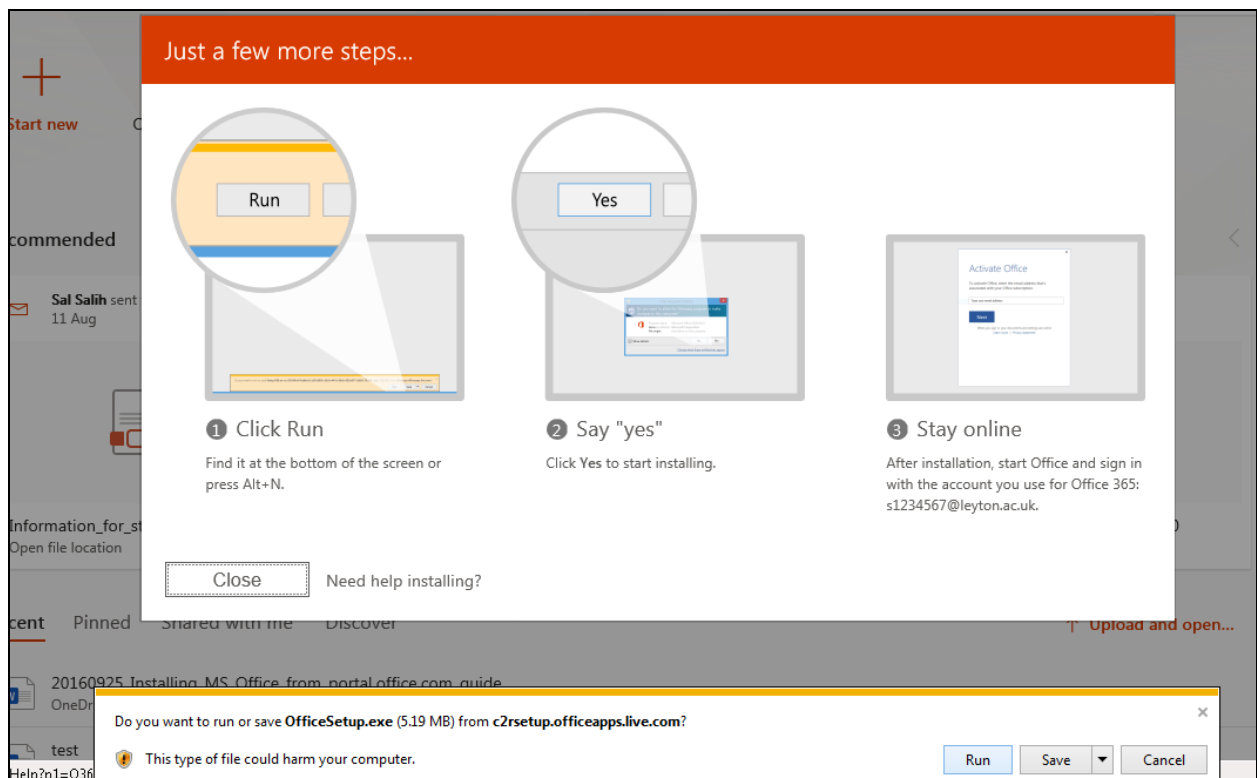 Just a few more steps...
Start new
commended
Sal Salih sent
11 Aug
Information_for_st
Open file location
Run
Yes
Activate Office
1 Click Run
Find it at the bottom of the screen or
press Alt+N.
2 Say "yes"
Click Yes to start installing.
3 Stay online
After installation, start Office and sign in
with the account you use for Office 365:
s1234567@leyton.ac.uk.
Close
Need help installing?
cent Pinned Shared with me Discover
Upload and open...
20160925_Installing_MS_Office_from_portal.office.com_guide
OneDr
test
Help?n1=O36
Do you want to run or save OfficeSetup.exe (5.19 MB) from c2rsetup.officeapps.live.com?
This type of file could harm your computer.
Run Save Cancel